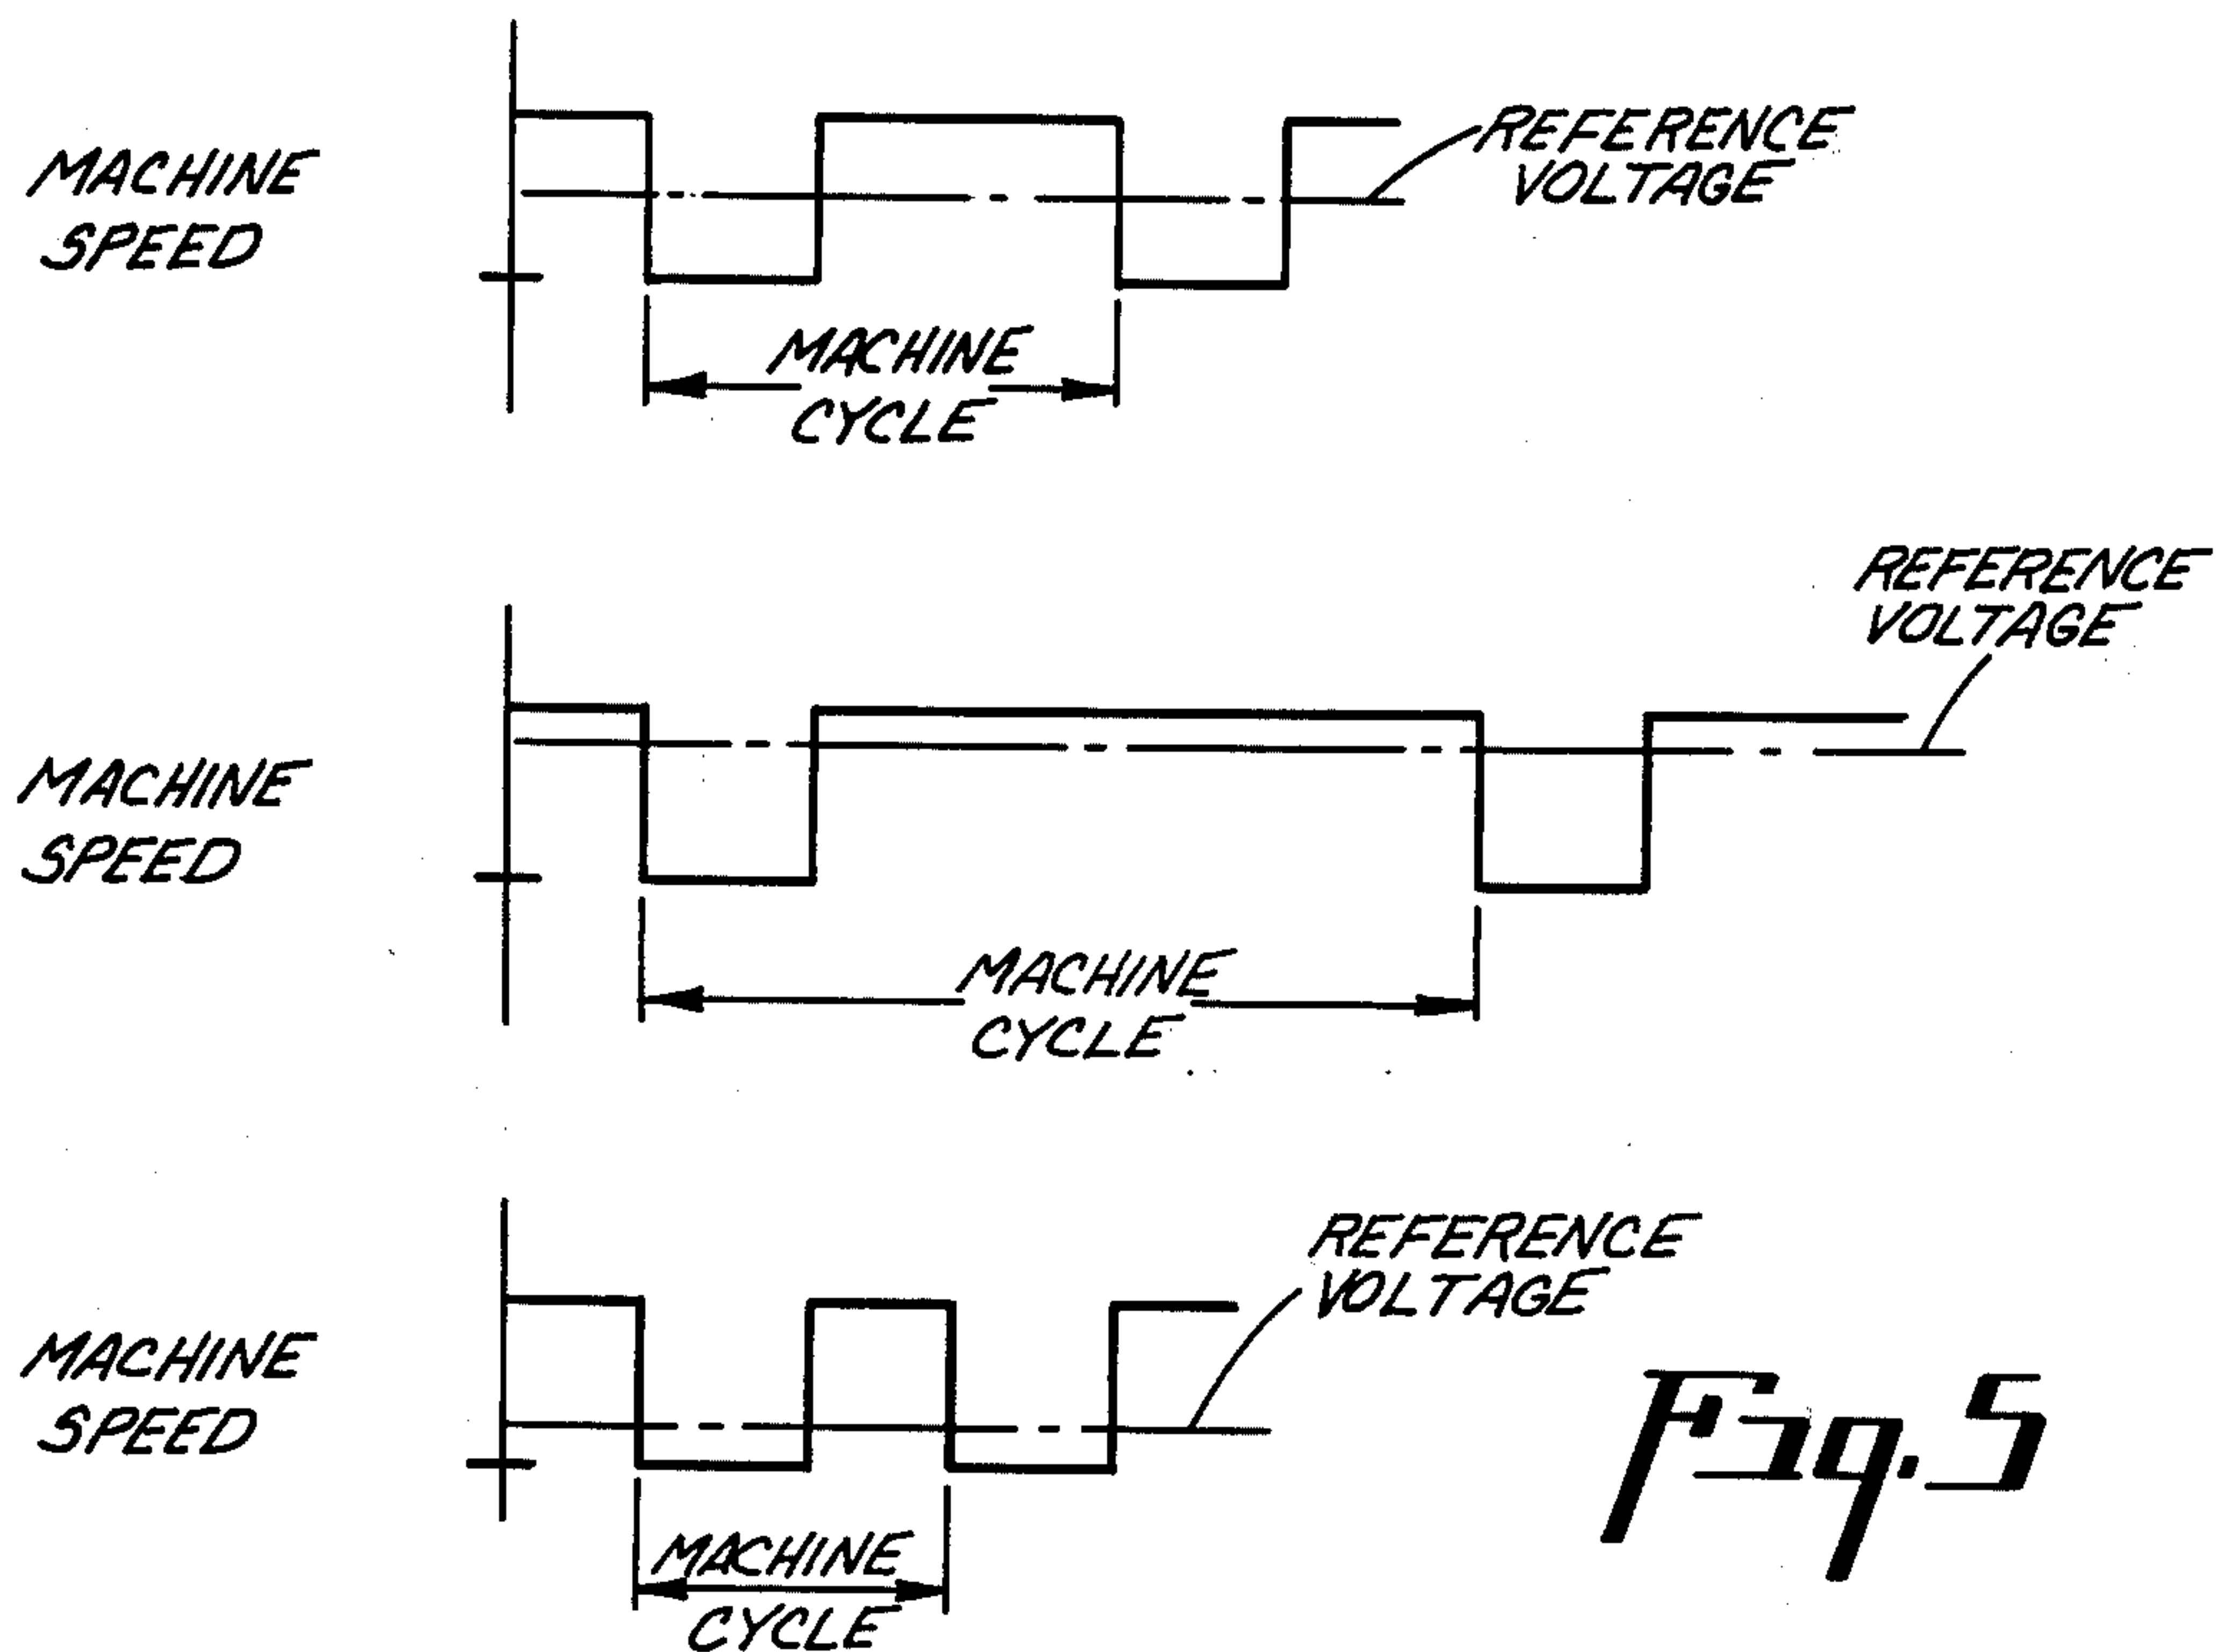 MACHINE
SPEED
REFERENCE
VOLTAGE
MACHINE
CYCLE
REFERENCE
VOLTAGE
MACHINE
SPEED
MACHINE
CYCLE
REFERENCE
VOLTAGE
MACHINE
SPEED
MACHINE
CYCLE
Fig. 5